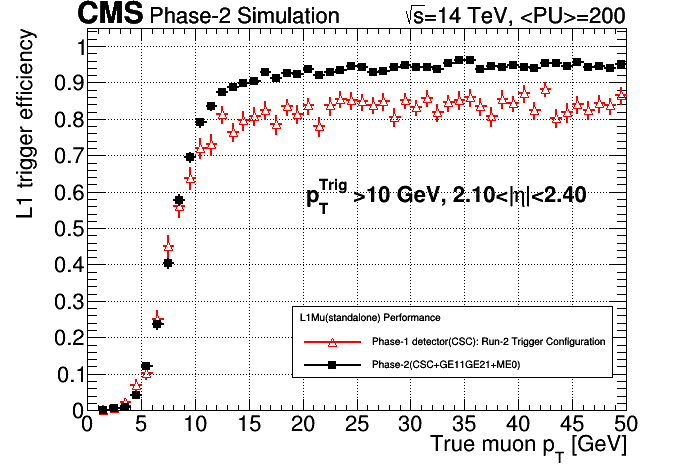 CMS Phase-2 Simulation √s=14 TeV, <PU>=200
L1 trigger efficiency
1
0.9
0.8
0.7
0.6
0.5
0.4
0.3
0.2
0.1
0
p_T^Trig >10 GeV, 2.10<|η|<2.40
L1Mu(standalone) Performance
Phase-1 detector(CSC): Run-2 Trigger Configuration
Phase-2(CSC+GE11GE21+ME0)
0 5 10 15 20 25 30 35 40 45 50
True muon p_T [GeV]